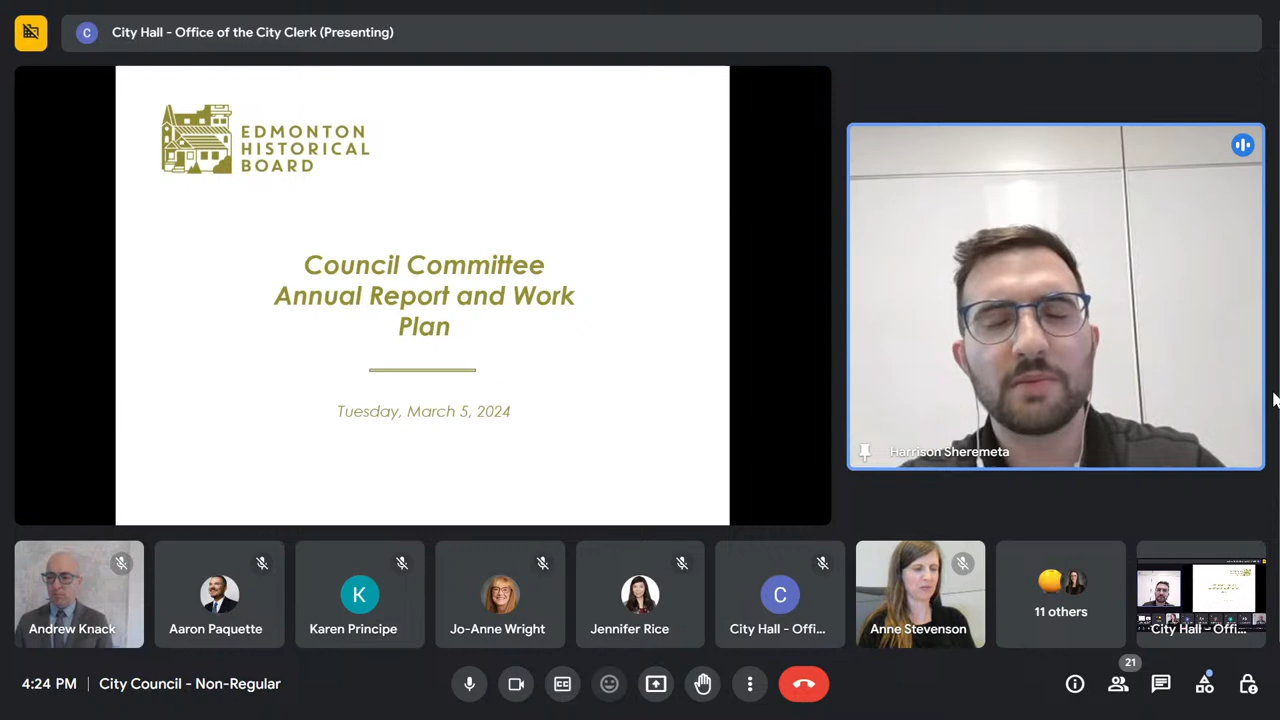 C
City Hall - Office of the City Clerk (Presenting)
EDMONTON
HISTORICAL
BOARD
Council Committee
Annual Report and Work
Plan
Tuesday, March 5, 2024
Harrison Sheremeta
Andrew Knack
Aaron Paquette
K
Karen Principe
Jo-Anne Wright
Jennifer Rice
C
City Hall - Offi...
Anne Stevenson
11 others
City Hall - Offi...
4:24 PM | City Council - Non-Regular
21